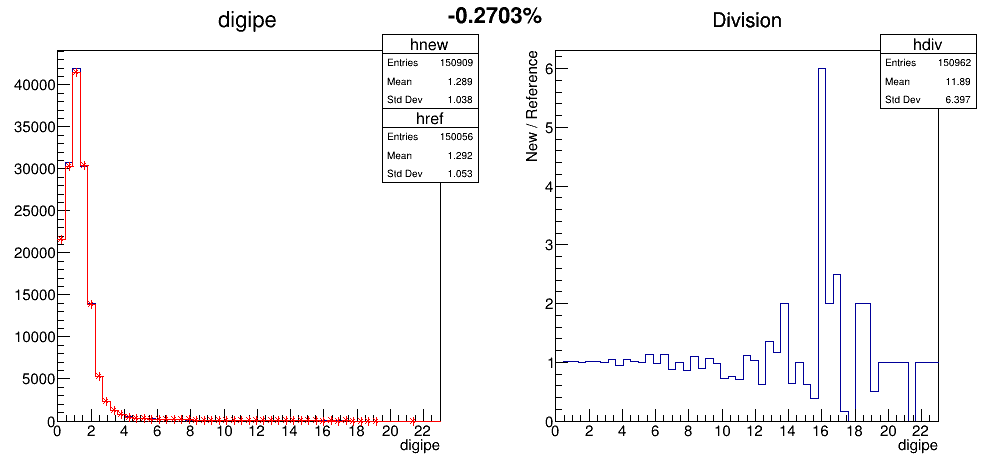 -0.2703%
digipe
hnew
Entries 150909
Mean 1.289
Std Dev 1.038
href
Entries 150056
Mean 1.292
Std Dev 1.053
40000
35000
30000
25000
20000
15000
10000
5000
0
0 2 4 6 8 10 12 14 16 18 20 22
digipe
Division
hdiv
Entries 150962
Mean 11.89
Std Dev 6.397
New / Reference
6
5
4
3
2
1
0
0 2 4 6 8 10 12 14 16 18 20 22
digipe